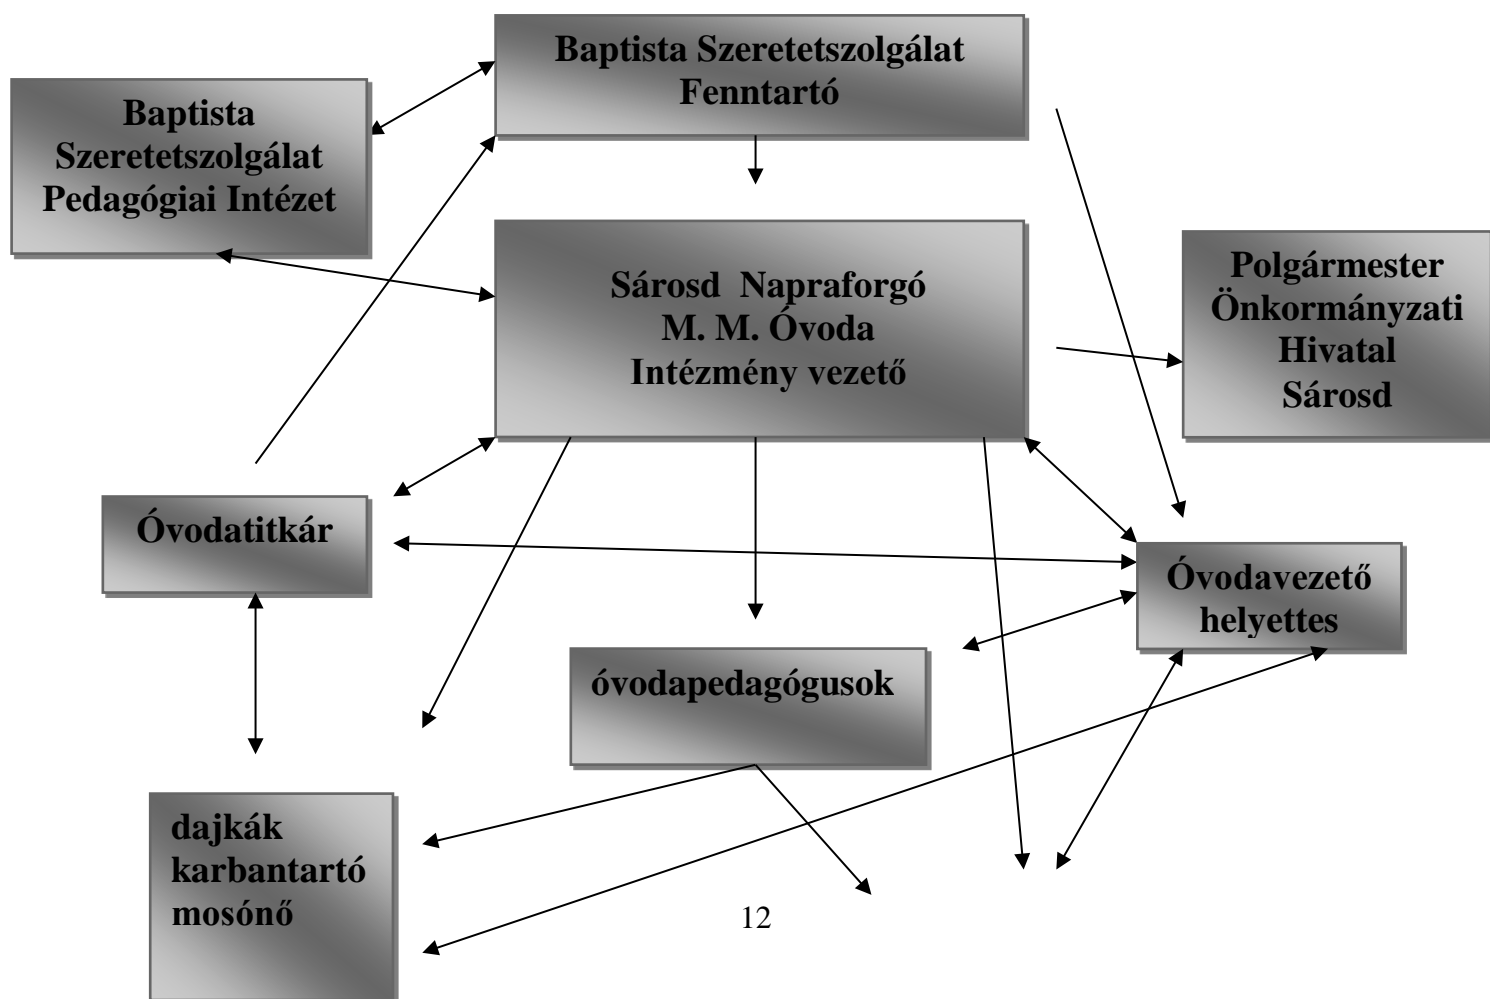 Baptista Szeretetszolgálat
Fenntartó
Baptista
Szeretetszolgálat
Pedagógiai Intézet
Sárosd  Napraforgó
M. M. Óvoda
Intézmény vezető
Polgármester
Önkormányzati
Hivatal
Sárosd
Óvodatitkár
Óvodavezető
helyettes
óvodapedagógusok
dajkák
karbantartó
mosónő
12